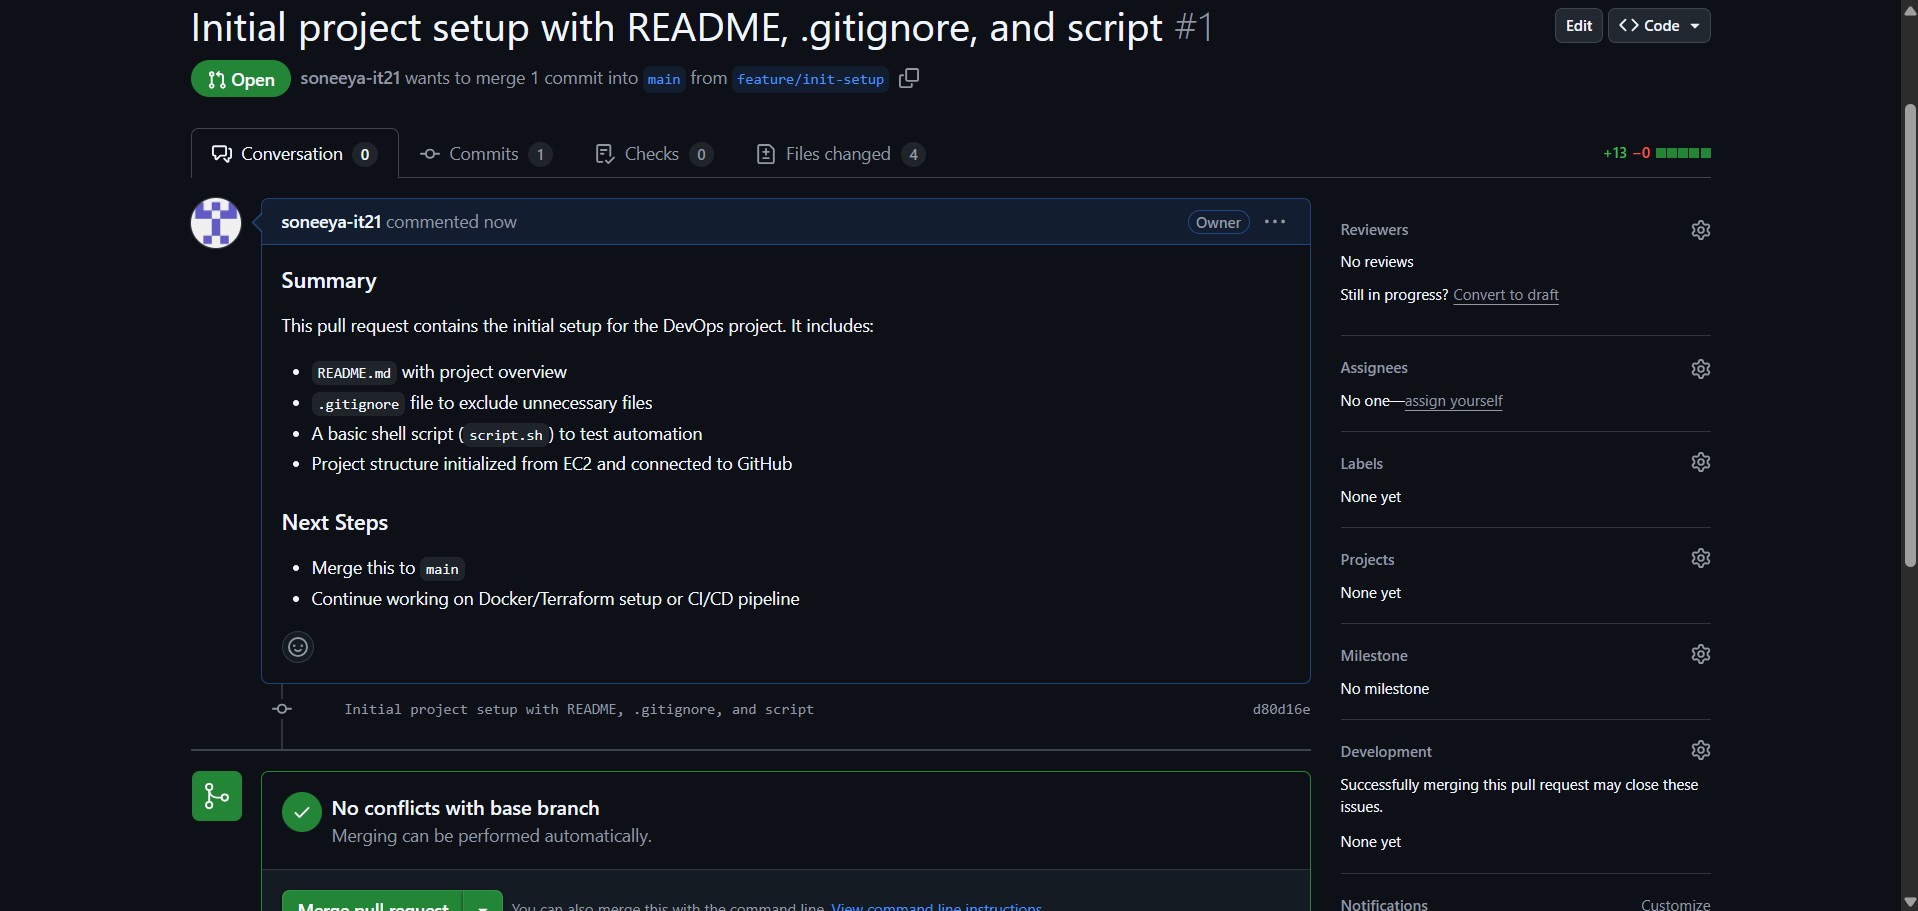 Initial project setup with README, .gitignore, and script #1
Edit
Code
Open
soneeya-it21 wants to merge 1 commit into main from feature/init-setup
Conversation 0
Commits 1
Checks 0
Files changed 4
+13 −0
soneeya-it21 commented now
Owner
Summary
This pull request contains the initial setup for the DevOps project. It includes:
README.md with project overview
.gitignore file to exclude unnecessary files
A basic shell script (script.sh) to test automation
Project structure initialized from EC2 and connected to GitHub
Next Steps
Merge this to main
Continue working on Docker/Terraform setup or CI/CD pipeline
Initial project setup with README, .gitignore, and script
d80d16e
No conflicts with base branch
Merging can be performed automatically.
Merge pull request
You can also merge this with the command line. View command line instructions.
Reviewers
No reviews
Still in progress? Convert to draft
Assignees
No one—assign yourself
Labels
None yet
Projects
None yet
Milestone
No milestone
Development
Successfully merging this pull request may close these
issues.
None yet
Notifications
Customize